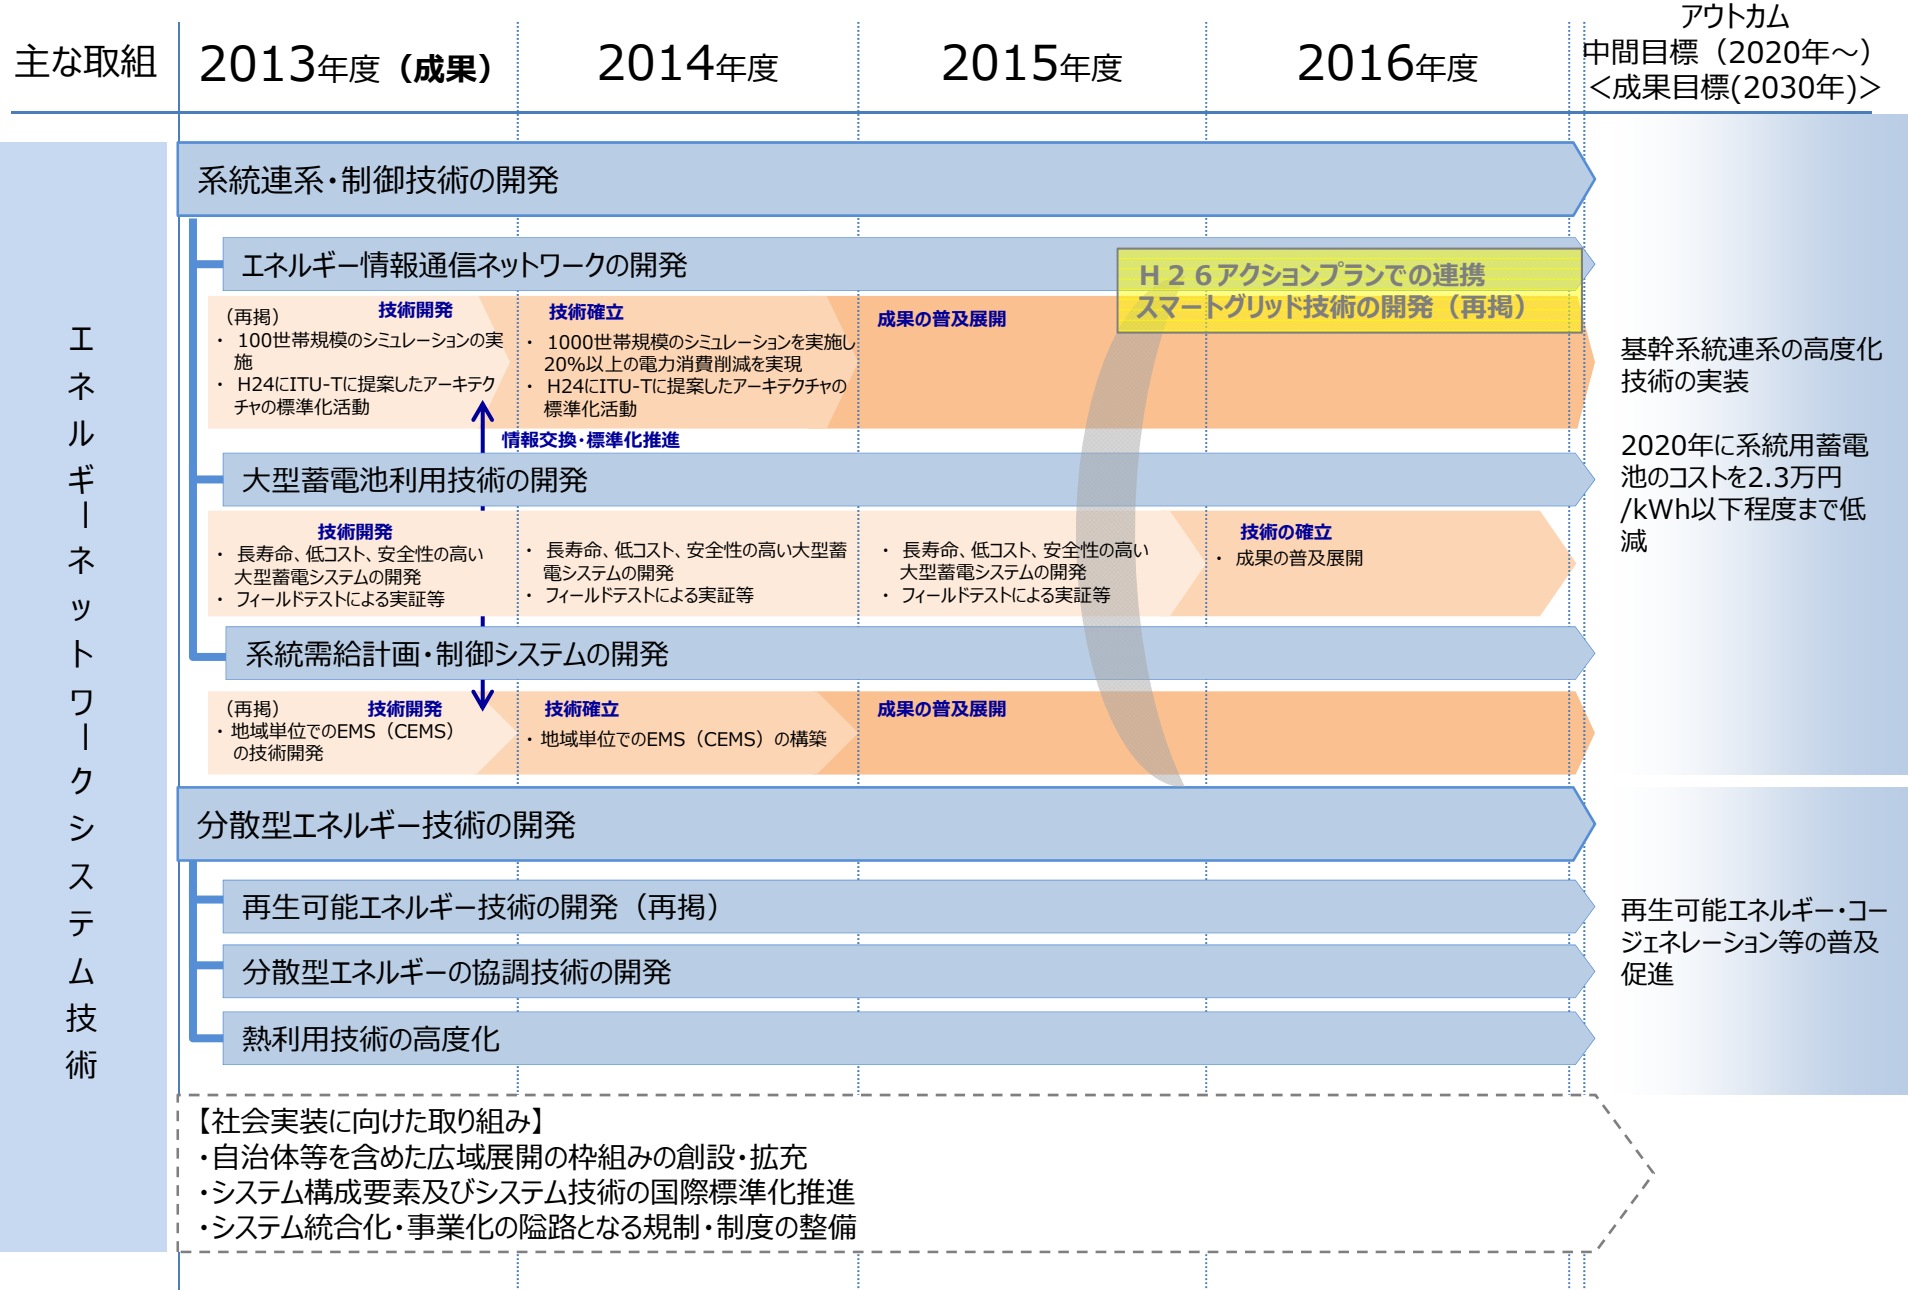 主な取組
2013年度（成果）
2014年度
2015年度
2016年度
アウトカム
中間目標（2020年～）
＜成果目標(2030年)＞
エネルギーネットワークシステム技術
系統連系・制御技術の開発
エネルギー情報通信ネットワークの開発
H２６アクションプランでの連携
スマートグリッド技術の開発（再掲）
（再掲）
技術開発
・ 100世帯規模のシミュレーションの実
施
・ H24にITU-Tに提案したアーキテク
チャの標準化活動
技術確立
・ 1000世帯規模のシミュレーションを実施し
20%以上の電力消費削減を実現
・ H24にITU-Tに提案したアーキテクチャの
標準化活動
成果の普及展開
情報交換・標準化推進
大型蓄電池利用技術の開発
技術開発
・ 長寿命、低コスト、安全性の高い
大型蓄電システムの開発
・ フィールドテストによる実証等
・ 長寿命、低コスト、安全性の高い大型蓄
電システムの開発
・ フィールドテストによる実証等
・ 長寿命、低コスト、安全性の高い
大型蓄電システムの開発
・ フィールドテストによる実証等
技術の確立
・ 成果の普及展開
系統需給計画・制御システムの開発
（再掲）
技術開発
・地域単位でのEMS（CEMS）
の技術開発
技術確立
・地域単位でのEMS（CEMS）の構築
成果の普及展開
基幹系統連系の高度化
技術の実装
2020年に系統用蓄電
池のコストを2.3万円
/kWh以下程度まで低
減
分散型エネルギー技術の開発
再生可能エネルギー技術の開発（再掲）
分散型エネルギーの協調技術の開発
熱利用技術の高度化
再生可能エネルギー・コー
ジェネレーション等の普及
促進
【社会実装に向けた取り組み】
・自治体等を含めた広域展開の枠組みの創設・拡充
・システム構成要素及びシステム技術の国際標準化推進
・システム統合化・事業化の隘路となる規制・制度の整備